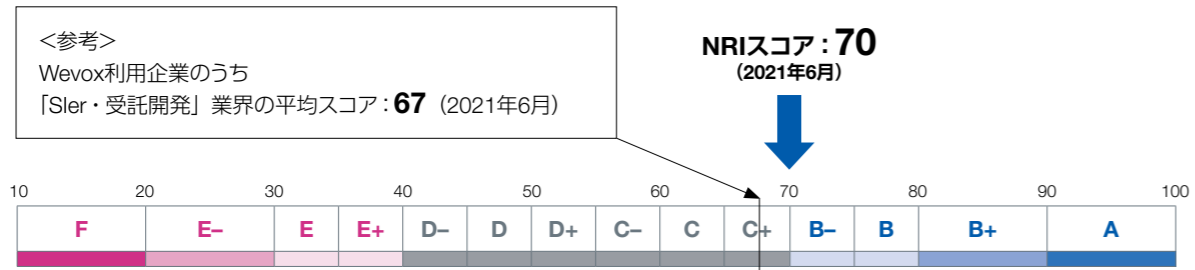 <参考>
Wevox利用企業のうち
「SIer・受託開発」業界の平均スコア：67（2021年6月）
NRIスコア：70
（2021年6月）
10 20 30 40 50 60 70 80 90 100
F E– E E+ D– D D+ C– C C+ B– B B+ A